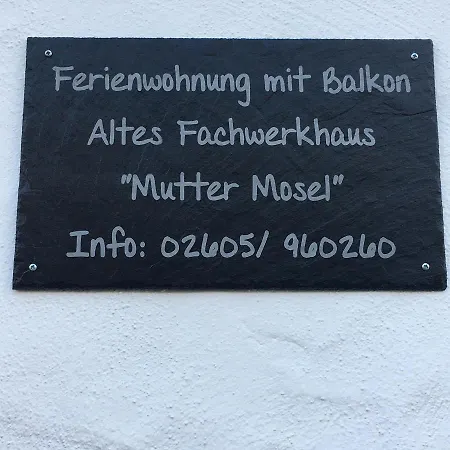 Ferienwohnung mit Balkon
Altes Fachwerkhaus
"Mutter Mosel"
Info: 02605/ 960260